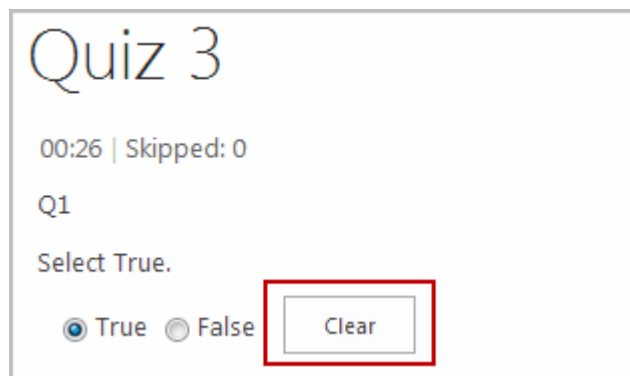 Quiz 3
00:26 | Skipped: 0
Q1
Select True.
True False Clear